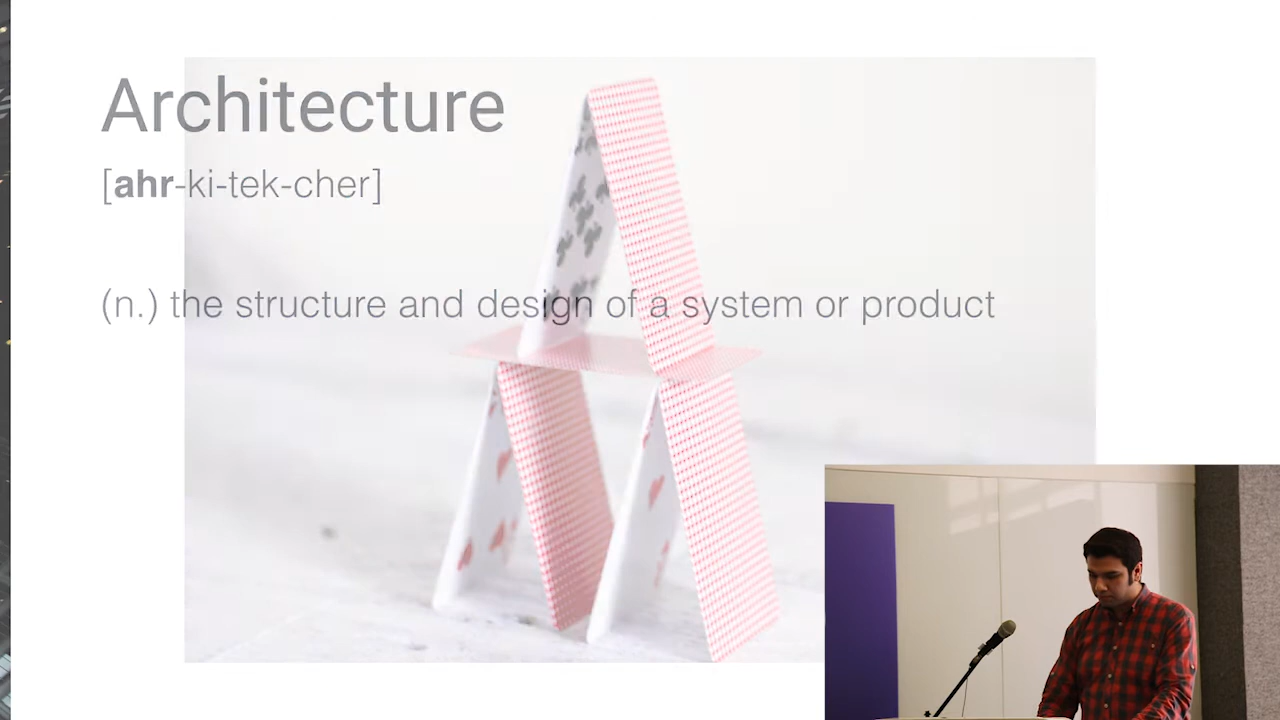 Architecture
[ahr-ki-tek-cher]
(n.) the structure and design of a system or product